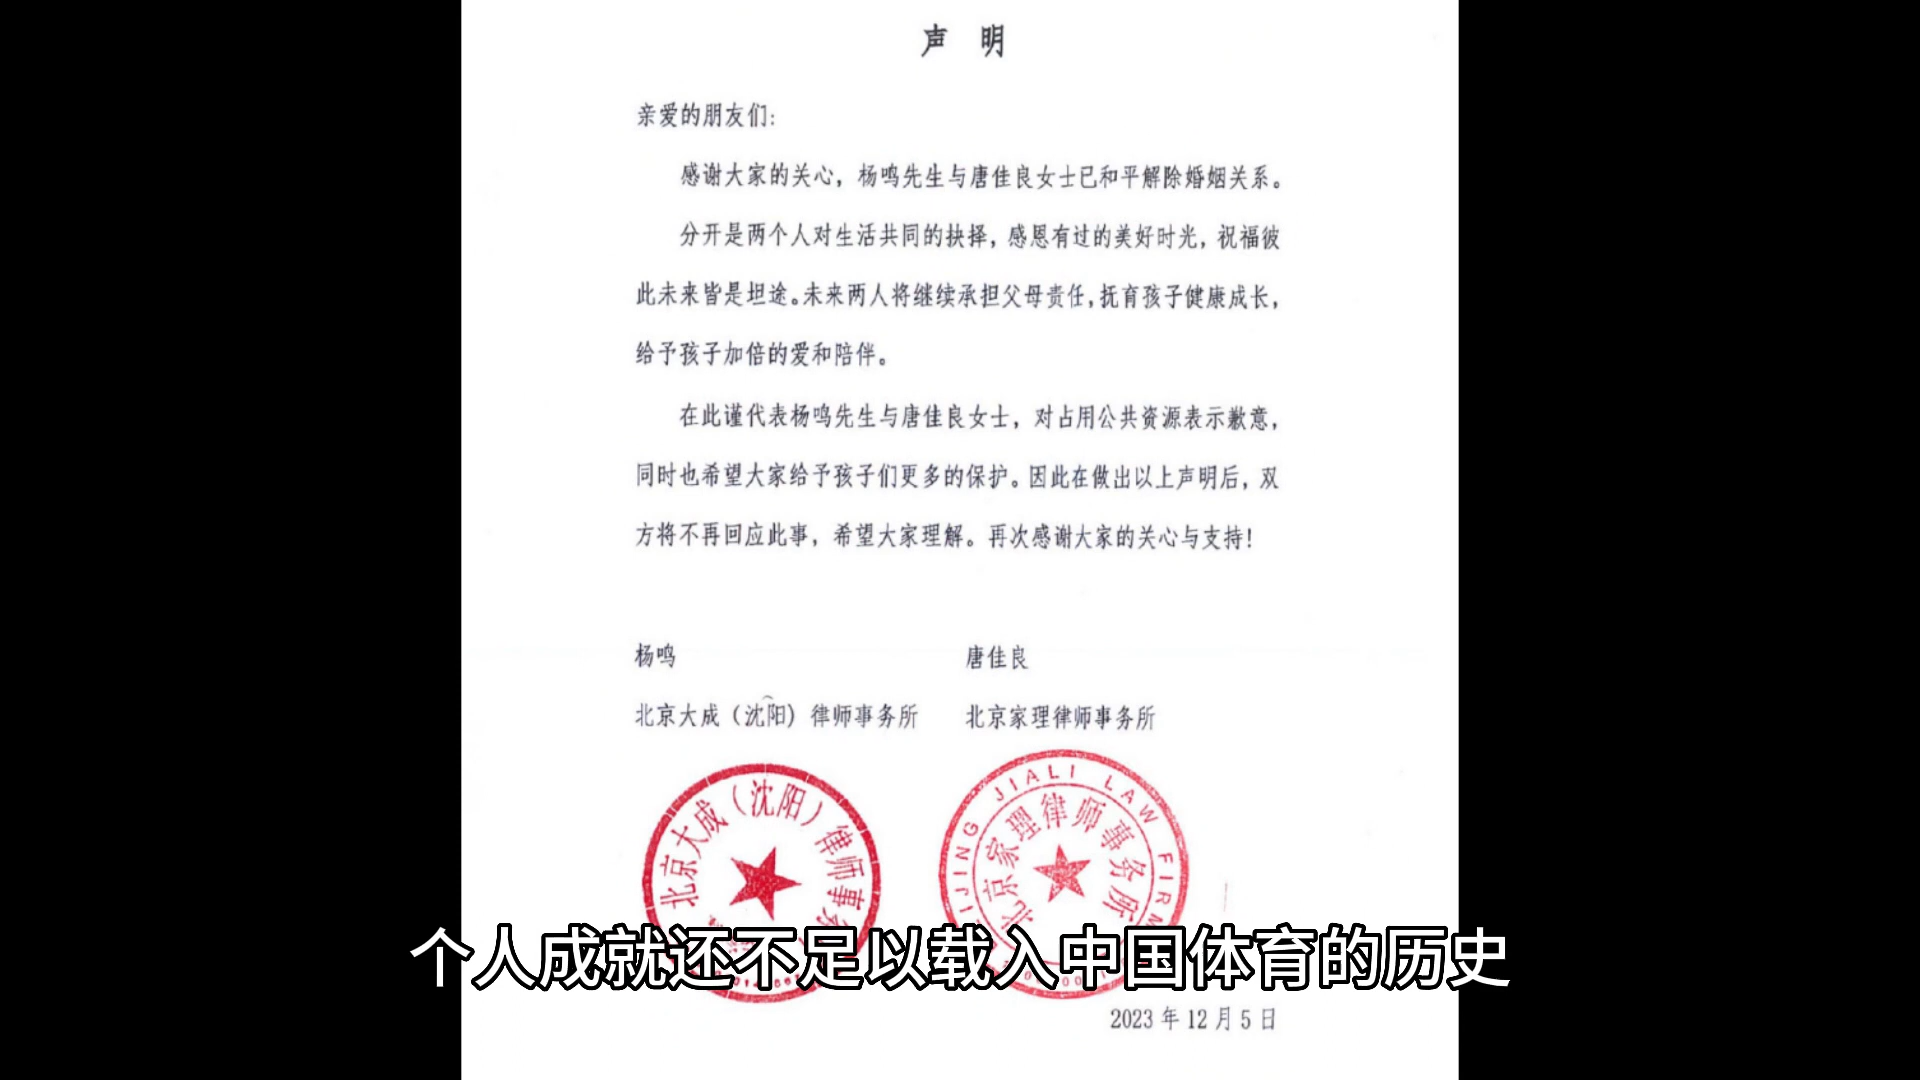 声 明
亲爱的朋友们：
感谢大家的关心，杨鸣先生与唐佳良女士已和平解除婚姻关系。
分开是两个人对生活共同的抉择，感恩有过的美好时光，祝福彼
此未来皆是坦途。未来两人将继续承担父母责任，抚育孩子健康成长，
给予孩子加倍的爱和陪伴。
在此谨代表杨鸣先生与唐佳良女士，对占用公共资源表示歉意，
同时也希望大家给予孩子们更多的保护。因此在做出以上声明后，双
方将不再回应此事，希望大家理解。再次感谢大家的关心与支持！
杨鸣 唐佳良
北京大成（沈阳）律师事务所 北京家理律师事务所
北京大成（沈阳）律师事务
IJING JIALI LAW FIRM
北京家理律师事务所
个人成就还不足以载入中国体育的历史
2023 年 12 月 5 日